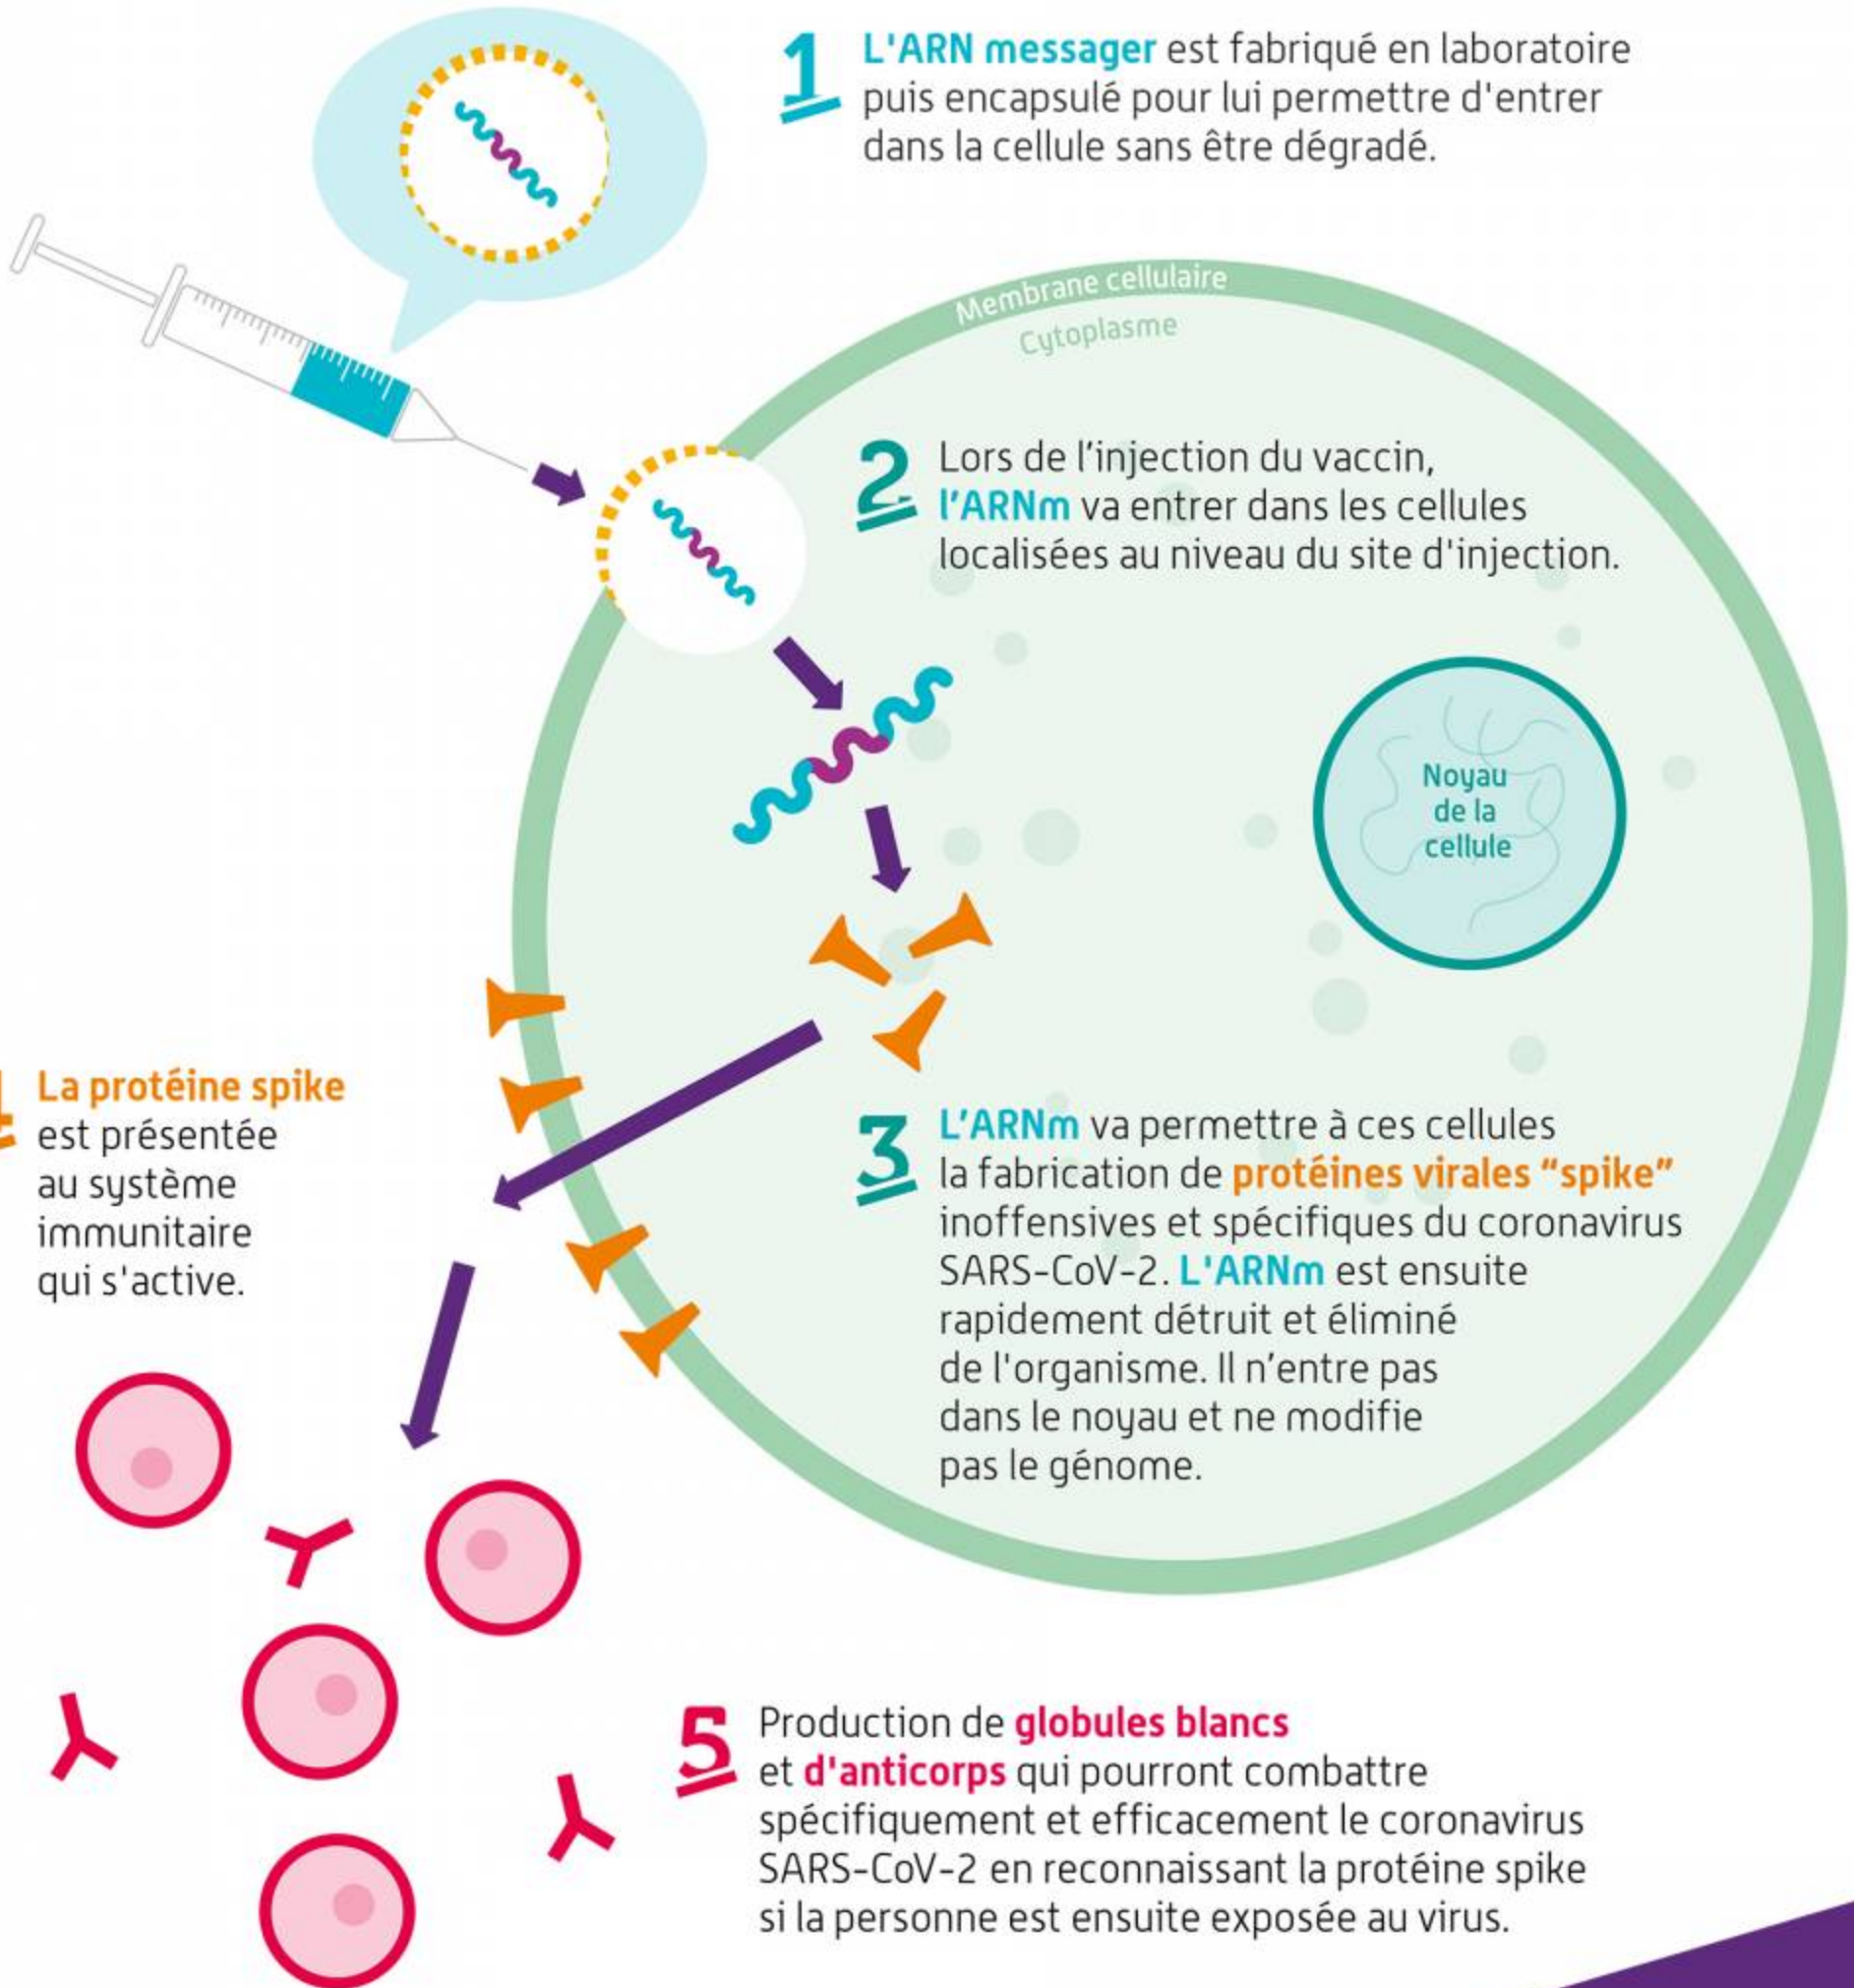 1
L'ARN messager est fabriqué en laboratoire
puis encapsulé pour lui permettre d'entrer
dans la cellule sans être dégradé.
Membrane cellulaire
Cytoplasme
2
Lors de l’injection du vaccin,
l’ARNm va entrer dans les cellules
localisées au niveau du site d'injection.
Noyau
de la
cellule
3
L’ARNm va permettre à ces cellules
la fabrication de protéines virales “spike”
inoffensives et spécifiques du coronavirus
SARS-CoV-2. L'ARNm est ensuite
rapidement détruit et éliminé
de l'organisme. Il n’entre pas
dans le noyau et ne modifie
pas le génome.
La protéine spike
est présentée
au système
immunitaire
qui s'active.
5
Production de globules blancs
et d'anticorps qui pourront combattre
spécifiquement et efficacement le coronavirus
SARS-CoV-2 en reconnaissant la protéine spike
si la personne est ensuite exposée au virus.